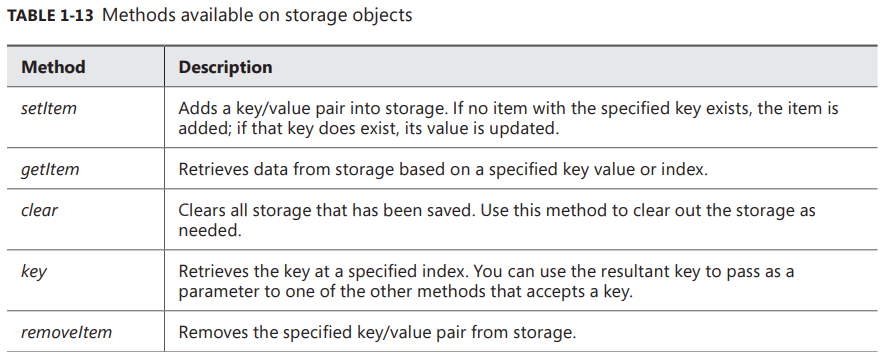 TABLE 1-13 Methods available on storage objects
Method Description
setItem Adds a key/value pair into storage. If no item with the specified key exists, the item is
added; if that key does exist, its value is updated.
getItem Retrieves data from storage based on a specified key value or index.
clear Clears all storage that has been saved. Use this method to clear out the storage as
needed.
key Retrieves the key at a specified index. You can use the resultant key to pass as a
parameter to one of the other methods that accepts a key.
removeItem Removes the specified key/value pair from storage.